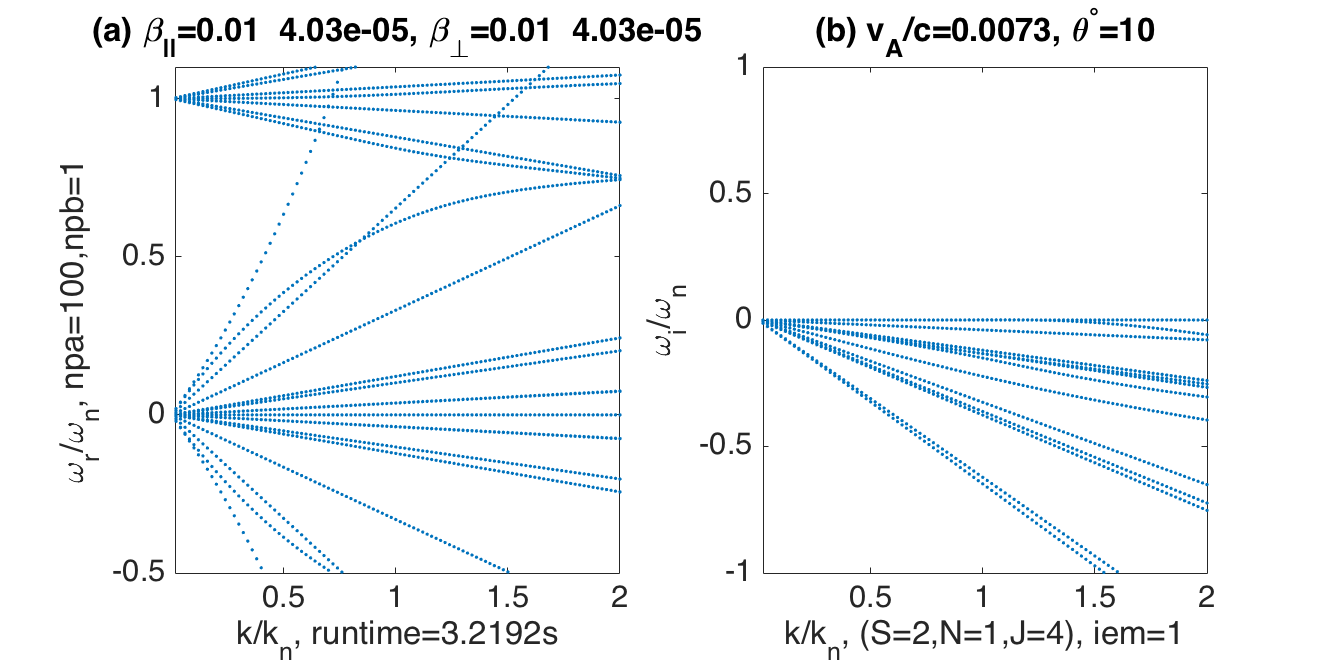 (a) β||=0.01 4.03e-05, β⊥=0.01 4.03e-05
1
0.5
0
-0.5
ωr/ωn, npa=100,npb=1
0.5 1 1.5 2
k/kn, runtime=3.2192s
(b) vA/c=0.0073, θ°=10
1
0.5
0
-0.5
-1
ωi/ωn
0.5 1 1.5 2
k/kn, (S=2,N=1,J=4), iem=1